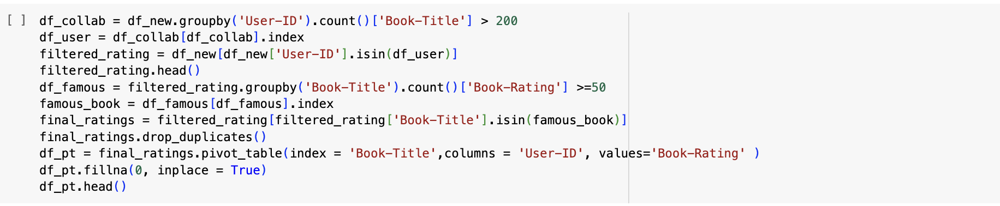 [ ] df_collab = df_new.groupby('User-ID').count()['Book-Title'] > 200
df_user = df_collab[df_collab].index
filtered_rating = df_new[df_new['User-ID'].isin(df_user)]
filtered_rating.head()
df_famous = filtered_rating.groupby('Book-Title').count()['Book-Rating'] >=50
famous_book = df_famous[df_famous].index
final_ratings = filtered_rating[filtered_rating['Book-Title'].isin(famous_book)]
final_ratings.drop_duplicates()
df_pt = final_ratings.pivot_table(index = 'Book-Title',columns = 'User-ID', values='Book-Rating' )
df_pt.fillna(0, inplace = True)
df_pt.head()